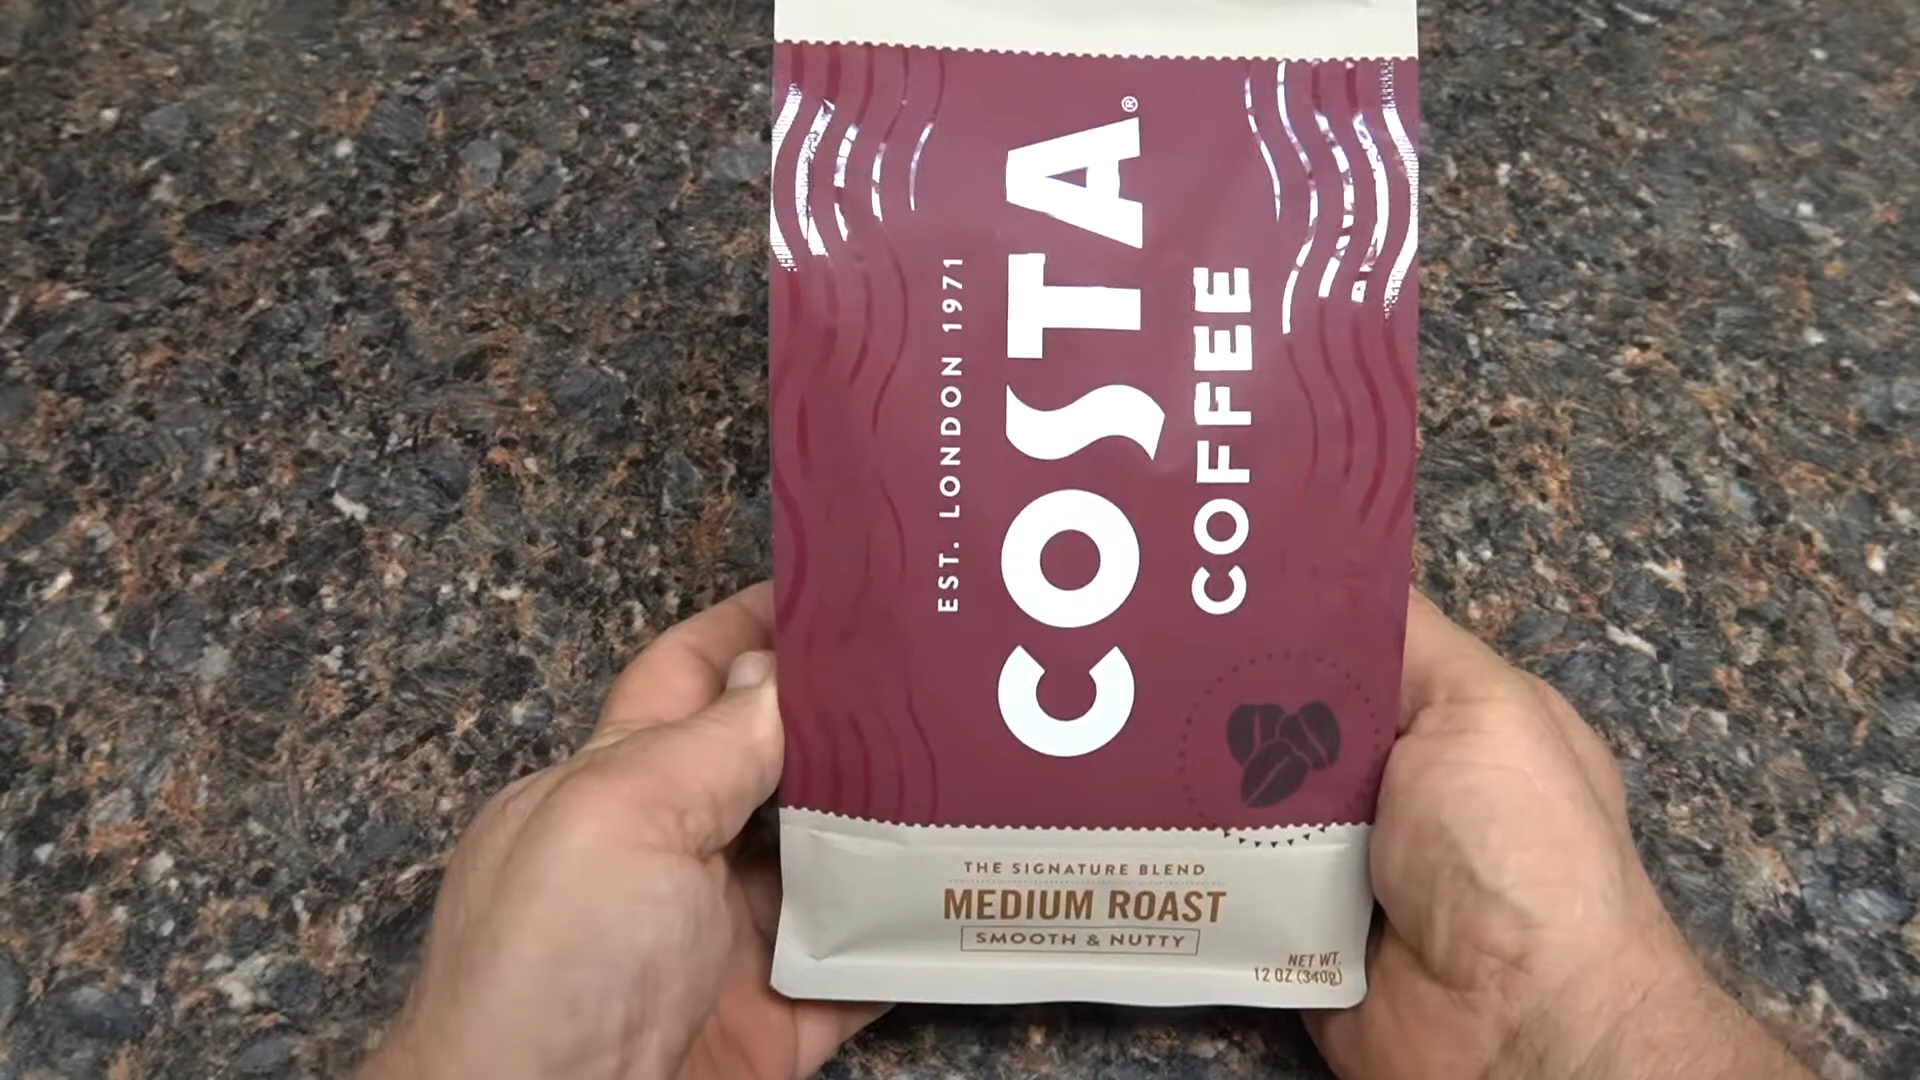 EST. LONDON 1971
COSTA®
COFFEE
THE SIGNATURE BLEND
MEDIUM ROAST
SMOOTH & NUTTY
NET WT.
12 OZ (340g)